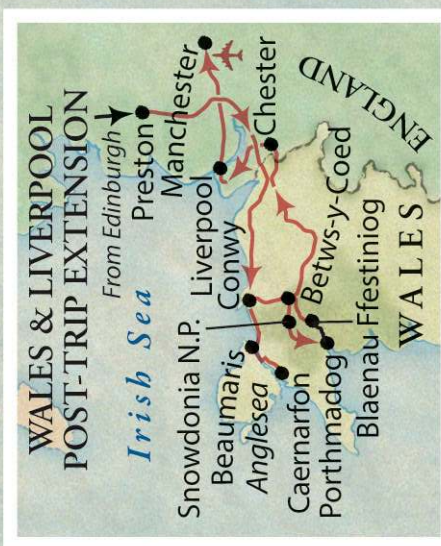 WALES & LIVERPOOL
POST-TRIP EXTENSION
From Edinburgh
Preston
Manchester
Irish Sea
Liverpool
Chester
Conwy
ENGLAND
Snowdonia N.P.
Beaumaris
Anglesea
Caernarfon
Porthmadog
Betws-y-Coed
Blaenau Ffestiniog
WALES